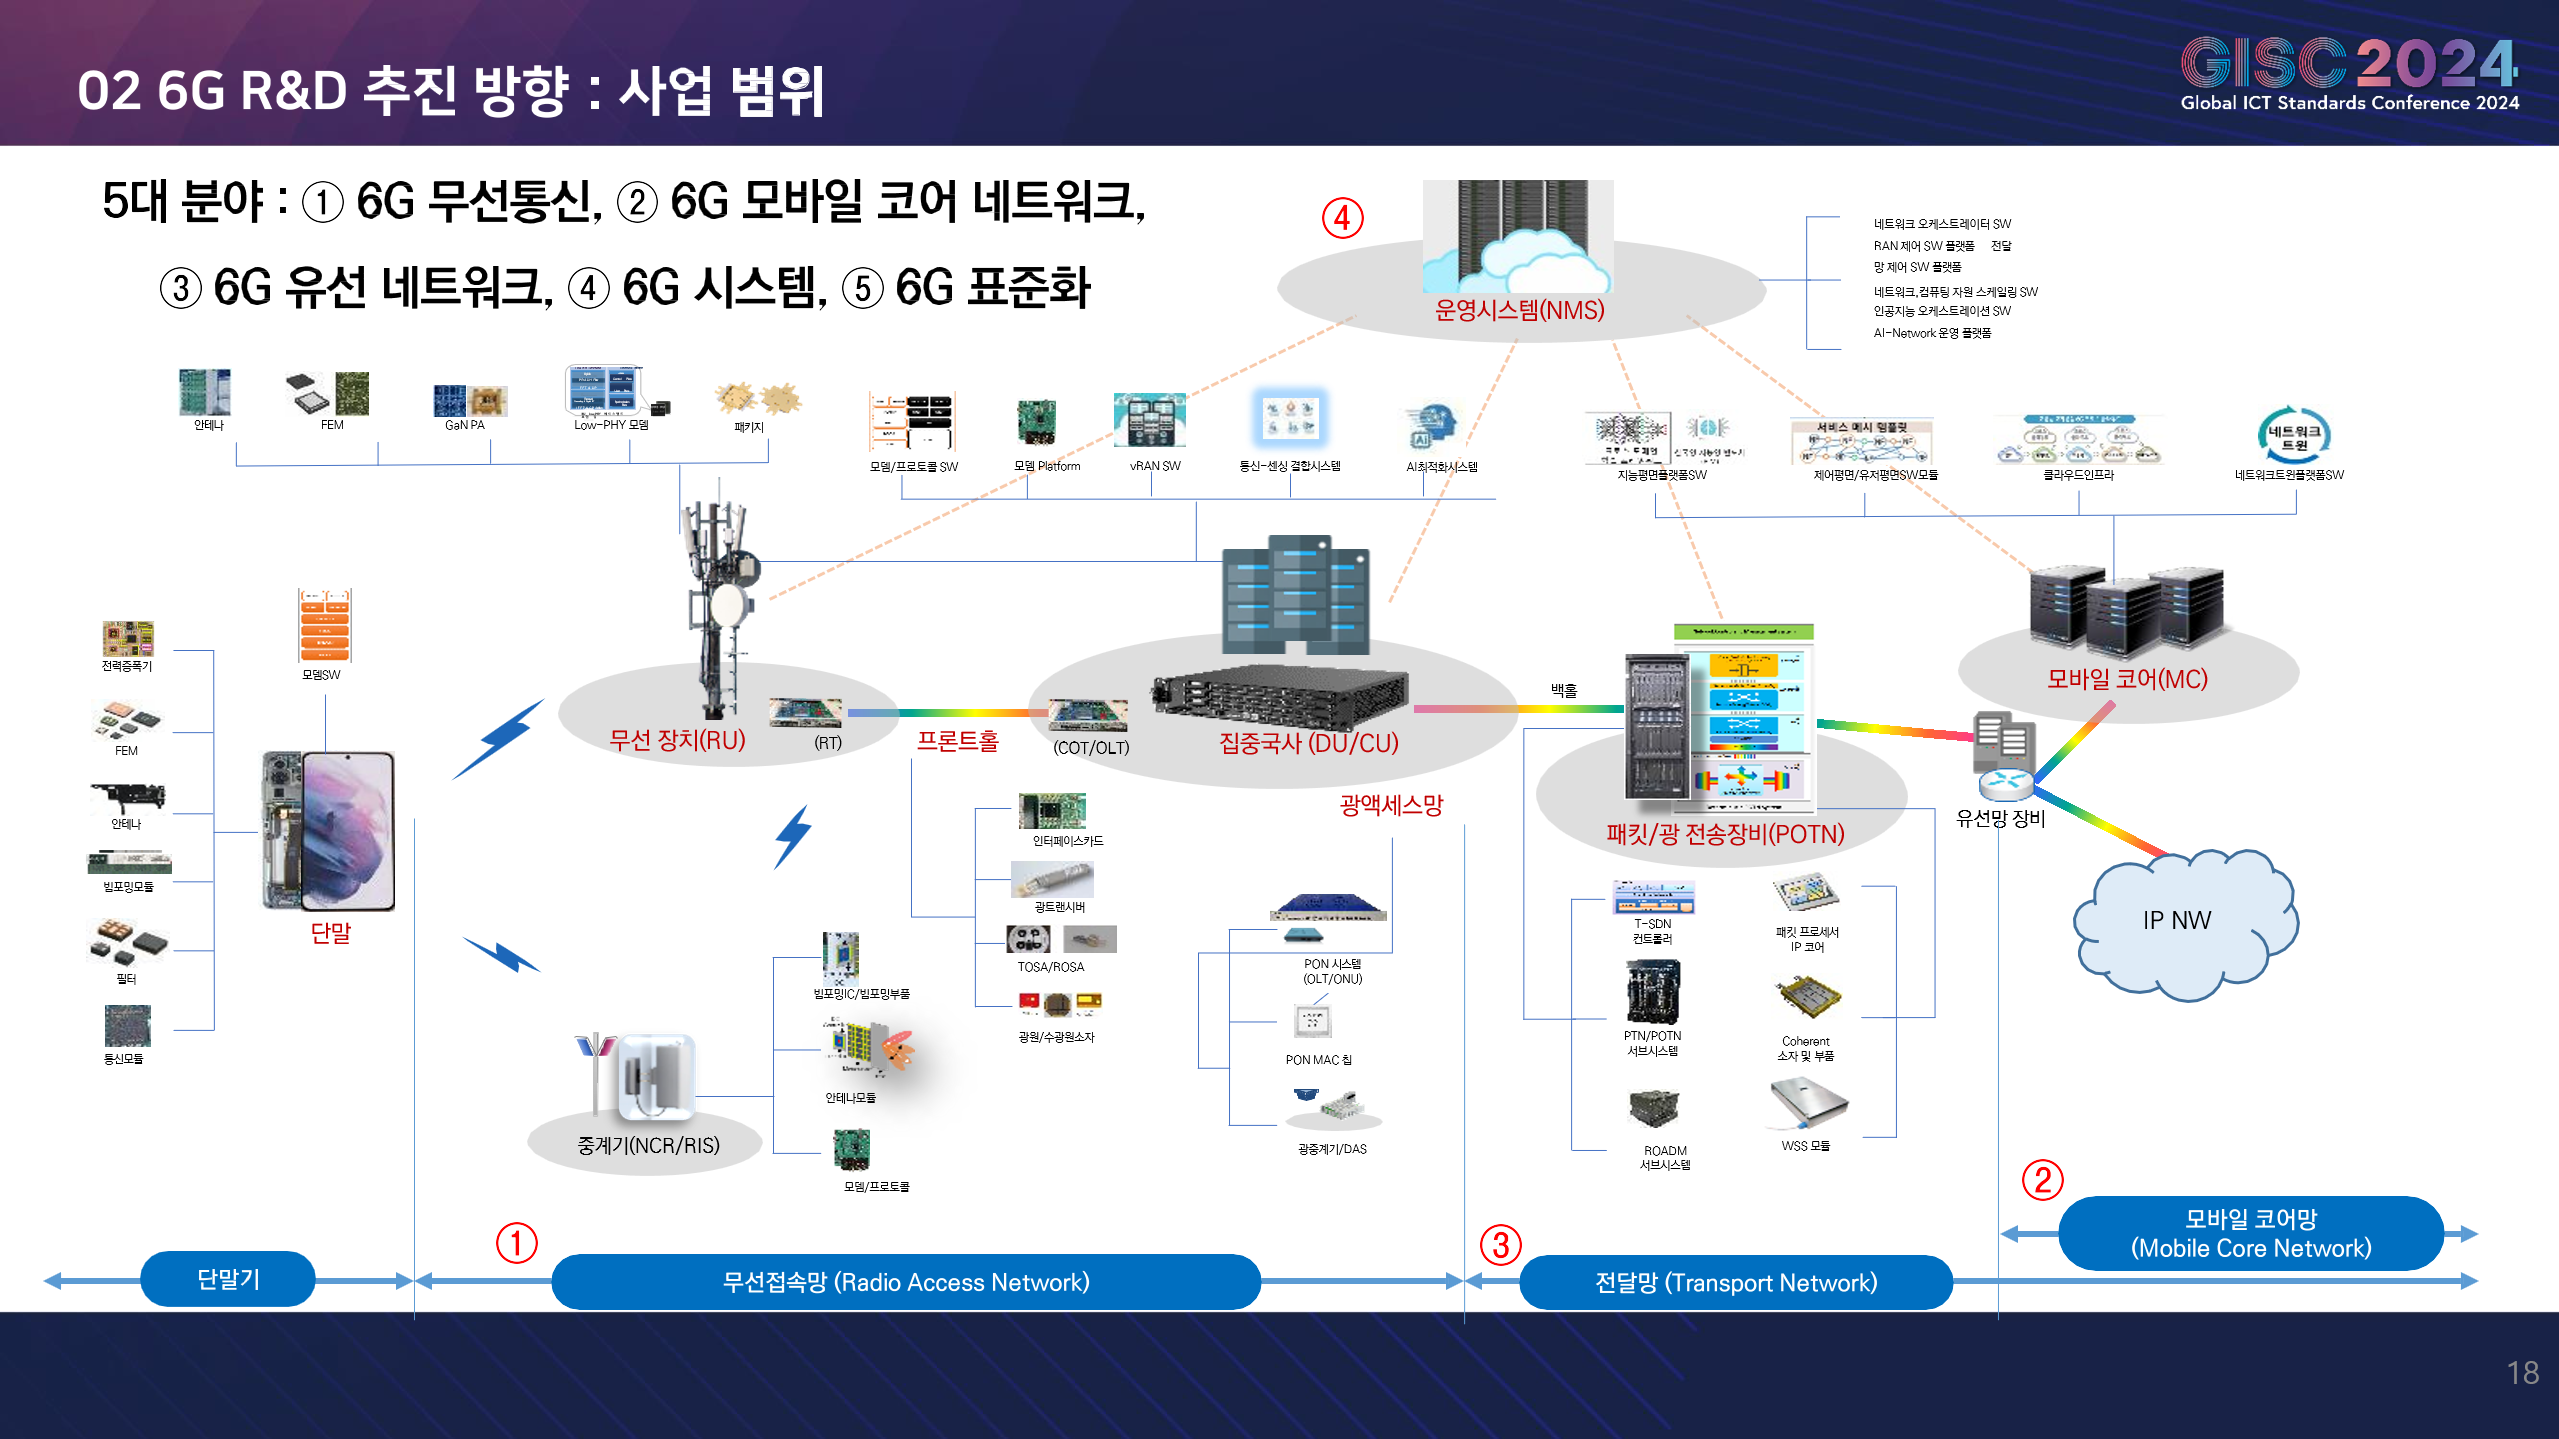 02 6G R&D 추진 방향 : 사업 범위
GISC 2024
Global ICT Standards Conference 2024
5대 분야 : ① 6G 무선통신, ② 6G 모바일 코어 네트워크,
③ 6G 유선 네트워크, ④ 6G 시스템, ⑤ 6G 표준화
④
운영시스템(NMS)
네트워크 오케스트레이터 SW
RAN 제어 SW 플랫폼 전달
망 제어 SW 플랫폼
네트워크,컴퓨팅 자원 스케일링 SW
인공지능 오케스트레이션 SW
AI-Network 운영 플랫폼
안테나
FEM
GaN PA
Low-PHY 모뎀
패키지
모뎀/프로토콜 SW
모뎀 Platform
vRAN SW
통신-센싱 결합시스템
AI
AI최적화시스템
지능평면플랫폼SW
서비스 메시 템플릿
제어평면/유저평면SW모듈
클라우드인프라
네트워크
트윈
네트워크트윈플랫폼SW
전력증폭기
FEM
안테나
빔포밍모듈
필터
통신모듈
모뎀SW
단말
무선 장치(RU)
(RT)
프론트홀
(COT/OLT)
집중국사 (DU/CU)
광액세스망
백홀
패킷/광 전송장비(POTN)
모바일 코어(MC)
유선망 장비
IP NW
인터페이스카드
광트랜시버
TOSA/ROSA
광원/수광원소자
빔포밍IC/빔포밍부품
안테나모듈
모뎀/프로토콜
중계기(NCR/RIS)
PON 시스템
(OLT/ONU)
PON MAC 칩
광중계기/DAS
T-SDN
컨트롤러
PTN/POTN
서브시스템
ROADM
서브시스템
패킷 프로세서
IP 코어
Coherent
소자 및 부품
WSS 모듈
단말기
①
무선접속망 (Radio Access Network)
③
전달망 (Transport Network)
②
모바일 코어망
(Mobile Core Network)
18